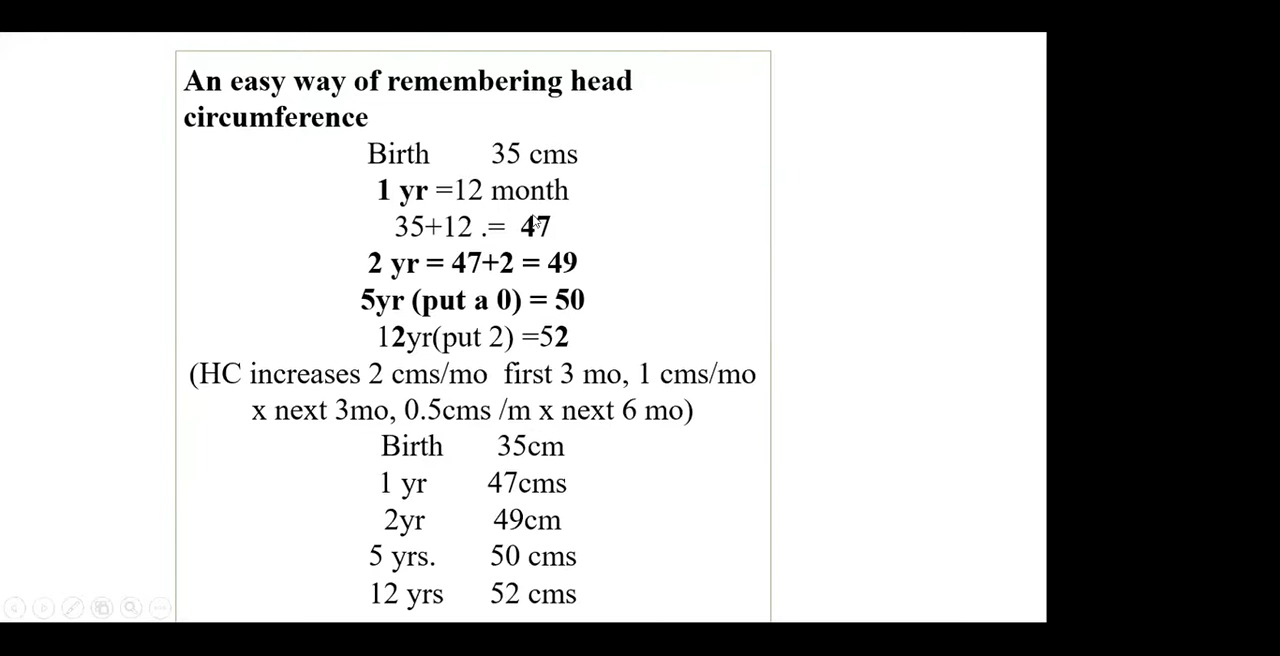 An easy way of remembering head
circumference
Birth 35 cms
1 yr =12 month
35+12 .= 47
2 yr = 47+2 = 49
5yr (put a 0) = 50
12yr(put 2) =52
(HC increases 2 cms/mo first 3 mo, 1 cms/mo
x next 3mo, 0.5cms /m x next 6 mo)
Birth 35cm
1 yr 47cms
2yr 49cm
5 yrs. 50 cms
12 yrs 52 cms